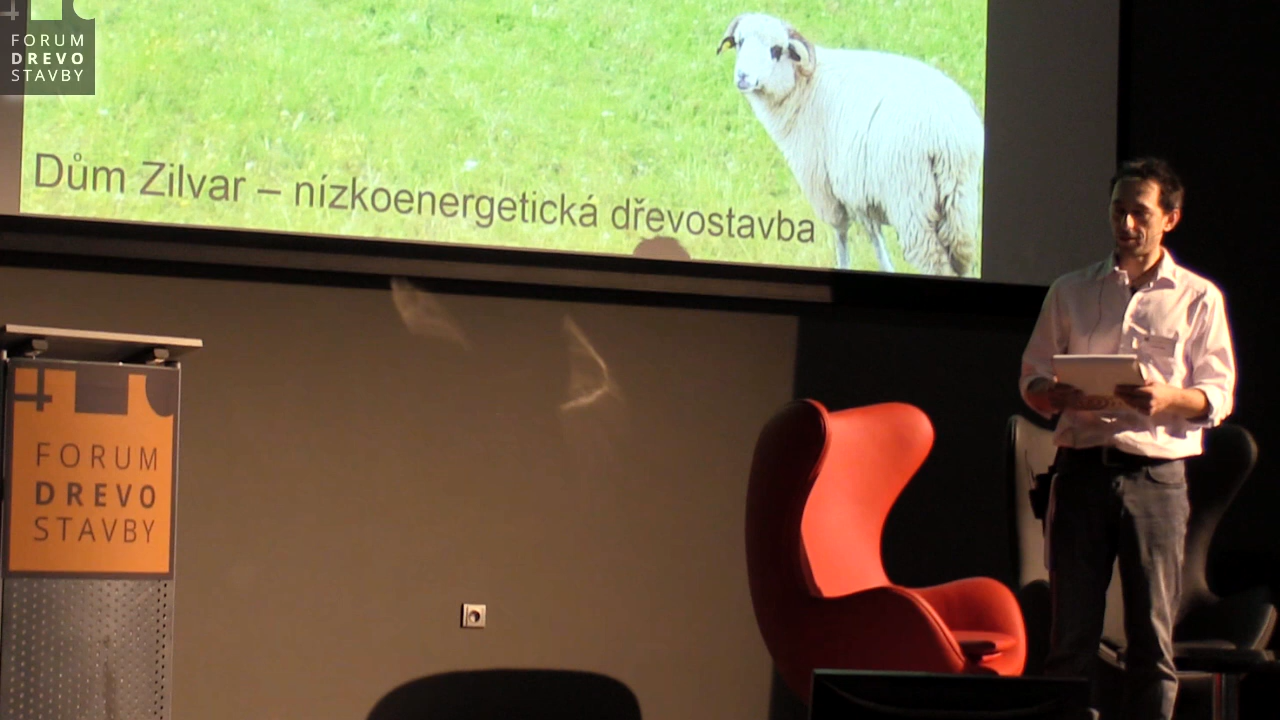 FORUM
DREVO
STAVBY
Dům Zilvar – nízkoenergetická dřevostavba
FORUM
DREVO
STAVBY